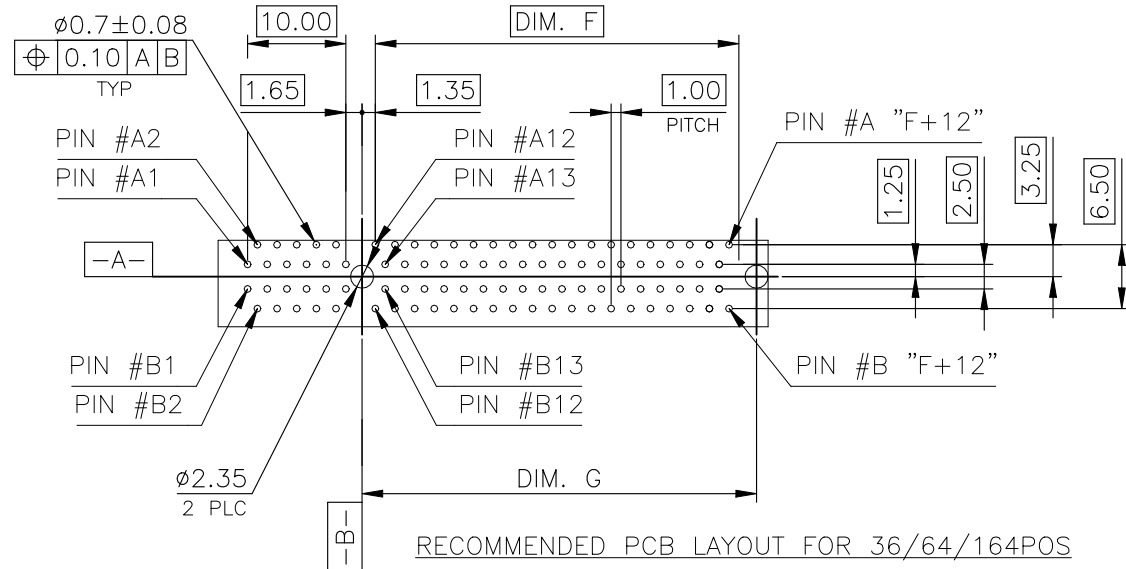 ø0.7±0.08
⌖ 0.10 A B
TYP
10.00
DIM. F
1.65
1.35
1.00
PITCH
PIN #A2
PIN #A1
PIN #A12
PIN #A13
PIN #A "F+12"
1.25
2.50
3.25
6.50
-A-
PIN #B1
PIN #B2
PIN #B13
PIN #B12
PIN #B "F+12"
ø2.35
2 PLC
DIM. G
-B-
RECOMMENDED PCB LAYOUT FOR 36/64/164POS